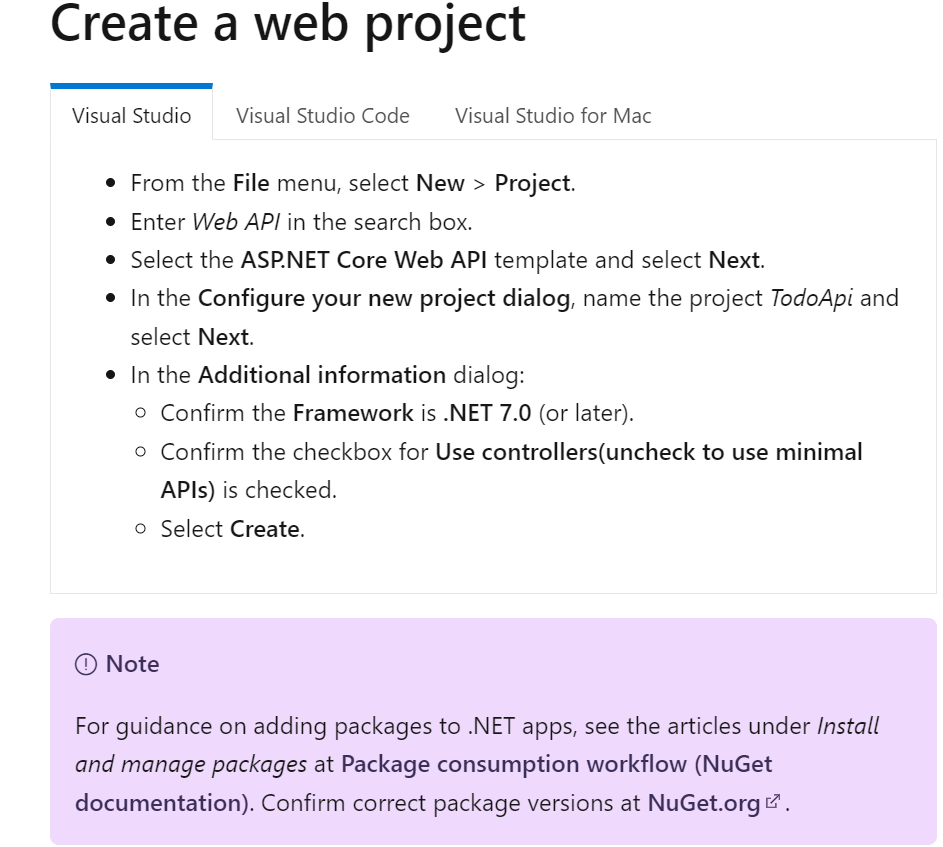 Create a web project
Visual Studio
Visual Studio Code
Visual Studio for Mac
From the File menu, select New > Project.
Enter Web API in the search box.
Select the ASP.NET Core Web API template and select Next.
In the Configure your new project dialog, name the project TodoApi and
select Next.
In the Additional information dialog:
Confirm the Framework is .NET 7.0 (or later).
Confirm the checkbox for Use controllers(uncheck to use minimal
APIs) is checked.
Select Create.
Note
For guidance on adding packages to .NET apps, see the articles under Install
and manage packages at Package consumption workflow (NuGet
documentation). Confirm correct package versions at NuGet.org.